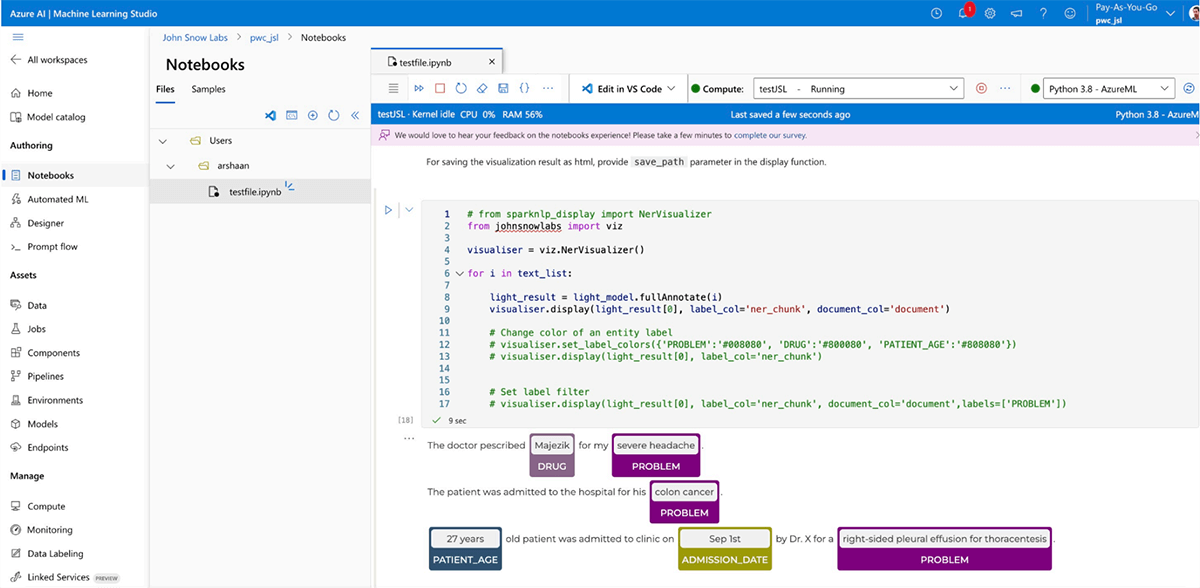 Azure AI | Machine Learning Studio
1
Pay-As-You-Go
pwc_jsl
All workspaces
Home
Model catalog
Authoring
Notebooks
Automated ML
Designer
Prompt flow
Assets
Data
Jobs
Components
Pipelines
Environments
Models
Endpoints
Manage
Compute
Monitoring
Data Labeling
Linked Services PREVIEW
John Snow Labs > pwc_jsl > Notebooks
Notebooks
Files Samples
Users
arshaan
testfile.ipynb
testfile.ipynb
Edit in VS Code
Compute: testJSL - Running
Python 3.8 - AzureML
testJSL · Kernel idle CPU 0% RAM 56%
Last saved a few seconds ago
Python 3.8 - AzureM
We would love to hear your feedback on the notebooks experience! Please take a few minutes to complete our survey.
For saving the visualization result as html, provide save_path parameter in the display function.
1 # from sparknlp_display import NerVisualizer
2 from johnsnowlabs import viz
3
4 visualiser = viz.NerVisualizer()
5
6 for i in text_list:
7
8 light_result = light_model.fullAnnotate(i)
9 visualiser.display(light_result[0], label_col='ner_chunk', document_col='document')
10
11 # Change color of an entity label
12 # visualiser.set_label_colors({'PROBLEM':'#008080', 'DRUG':'#800080', 'PATIENT_AGE':'#808080'})
13 # visualiser.display(light_result[0], label_col='ner_chunk')
14
15
16 # Set label filter
17 # visualiser.display(light_result[0], label_col='ner_chunk', document_col='document',labels=['PROBLEM'])
[18] 9 sec
The doctor pescribed Majezik for my severe headache .
DRUG PROBLEM
The patient was admitted to the hospital for his colon cancer .
PROBLEM
27 years old patient was admitted to clinic on Sep 1st by Dr. X for a right-sided pleural effusion for thoracentesis .
PATIENT_AGE ADMISSION_DATE PROBLEM